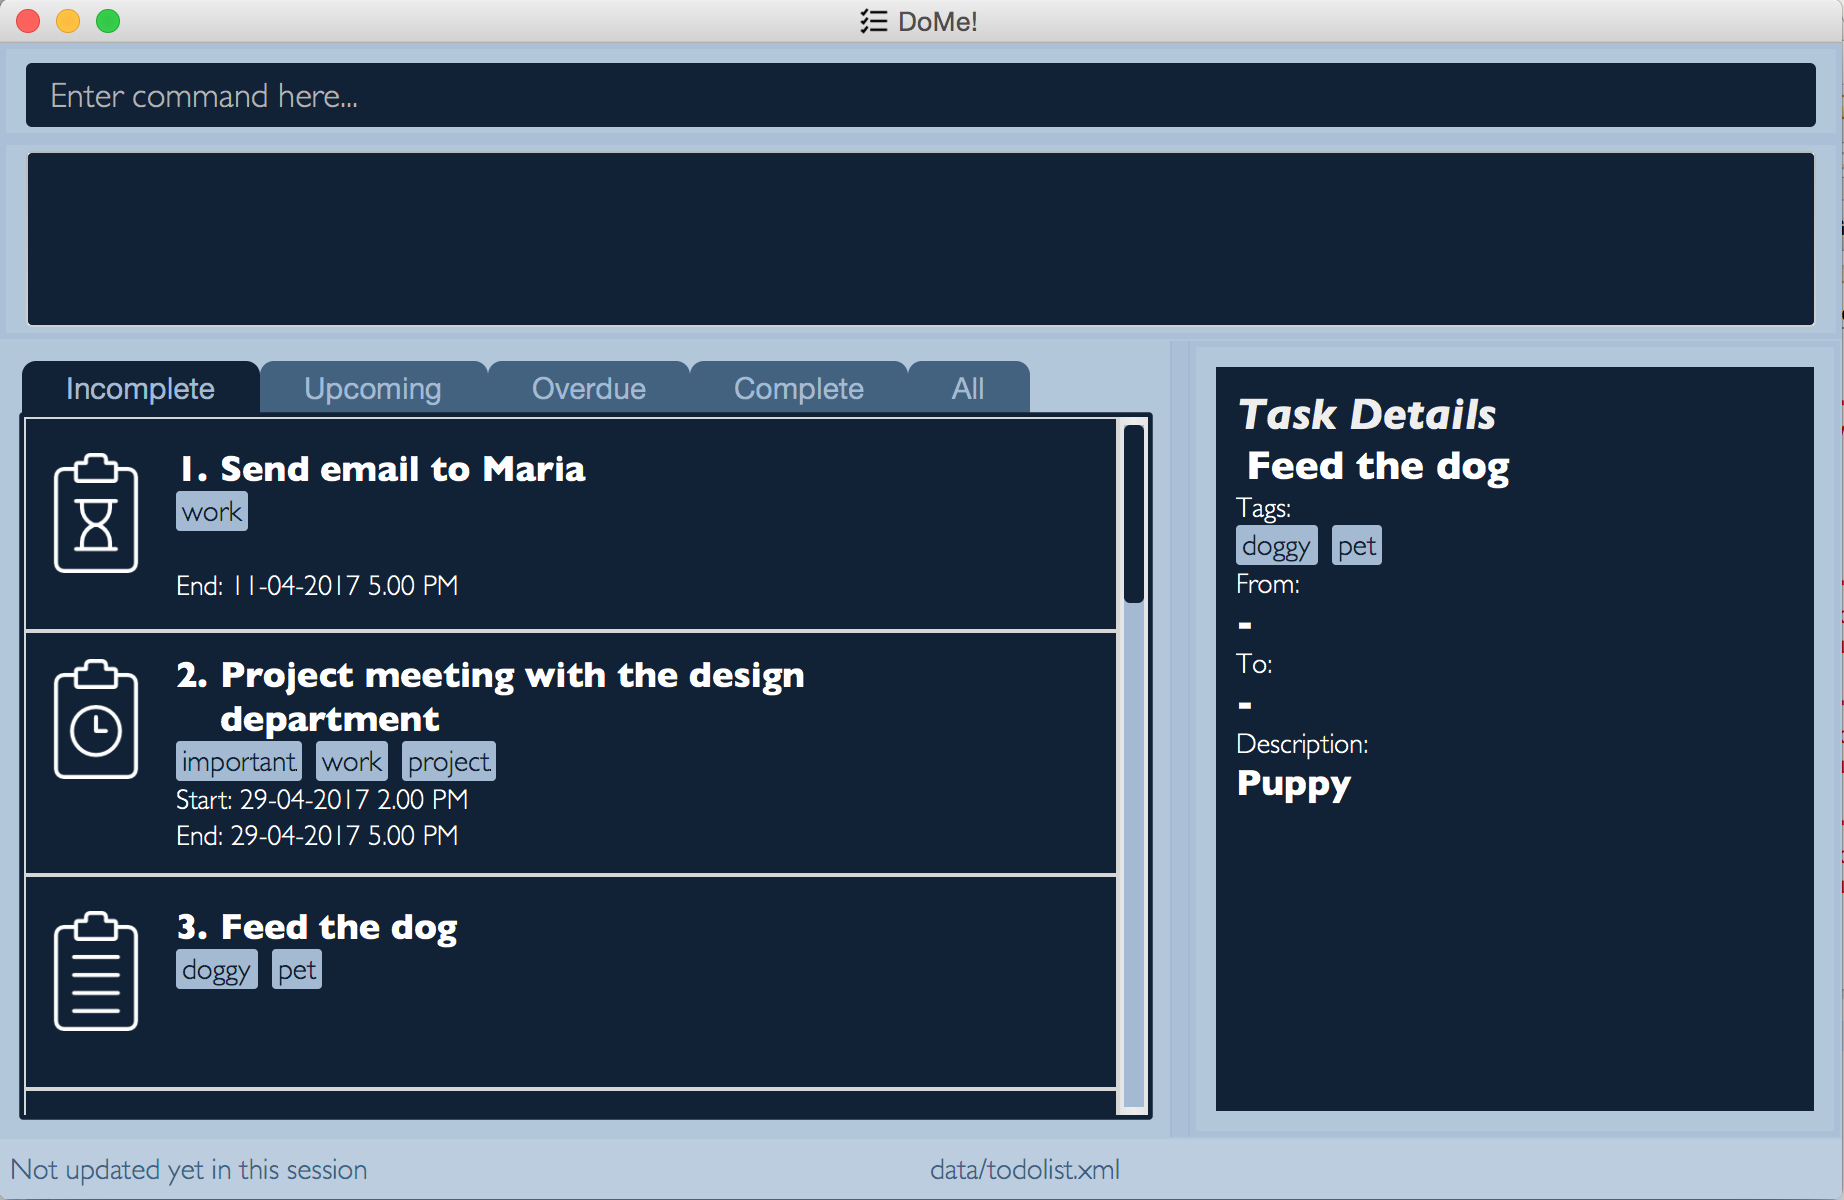 DoMe!
Enter command here...
Incomplete
Upcoming
Overdue
Complete
All
1. Send email to Maria
work
End: 11-04-2017 5.00 PM
2. Project meeting with the design
department
important work project
Start: 29-04-2017 2.00 PM
End: 29-04-2017 5.00 PM
3. Feed the dog
doggy pet
Task Details
Feed the dog
Tags:
doggy pet
From:
-
To:
-
Description:
Puppy
Not updated yet in this session
data/todolist.xml